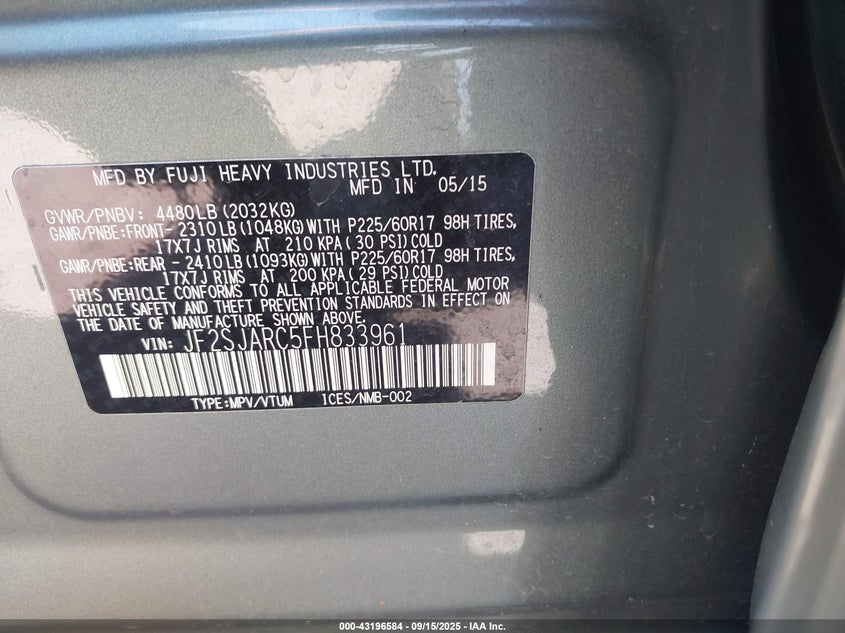 MFD BY FUJI HEAVY INDUSTRIES LTD.
MFD IN 05/15
GVWR/PNBV: 4480LB (2032KG)
GAWR/PNBE:FRONT- 2310LB (1048KG) WITH P225/60R17 98H TIRES,
17X7J RIMS AT 210 KPA( 30 PSI) COLD
GAWR/PNBE:REAR - 2410LB (1093KG) WITH P225/60R17 98H TIRES,
17X7J RIMS AT 200 KPA( 29 PSI) COLD
THIS VEHICLE CONFORMS TO ALL APPLICABLE FEDERAL MOTOR
VEHICLE SAFETY AND THEFT PREVENTION STANDARDS IN EFFECT ON
THE DATE OF MANUFACTURE SHOWN ABOVE.
VIN: JF2SJARC5FH833961
TYPE:MPV/VTUM 1CES/NMB-002
000-43196584 - 09/15/2025 - IAA Inc.